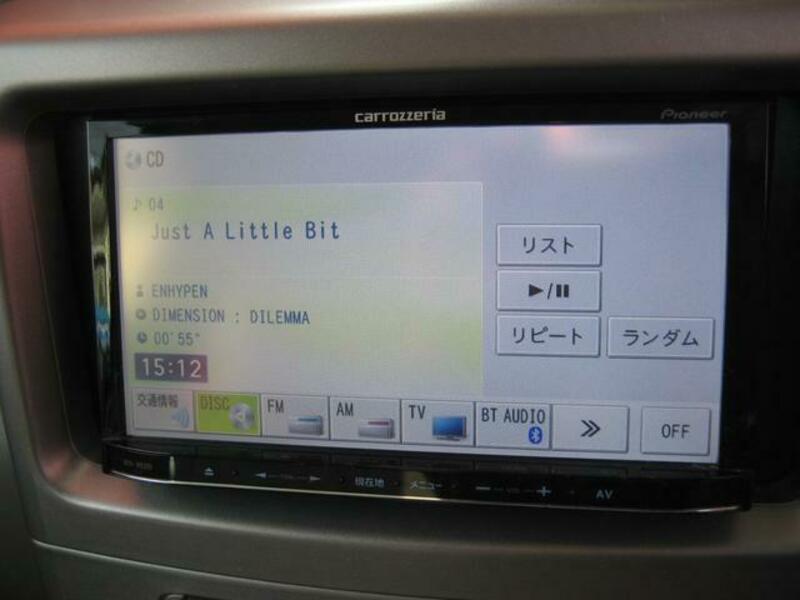 carrozzeria
Pioneer
CD
04
Just A Little Bit
リスト
ENHYPEN
DIMENSION : DILEMMA
00'55"
リピート
ランダム
15:12
交通情報
DISC
FM
AM
TV
BT AUDIO
OFF
現在地
メニュー
AV